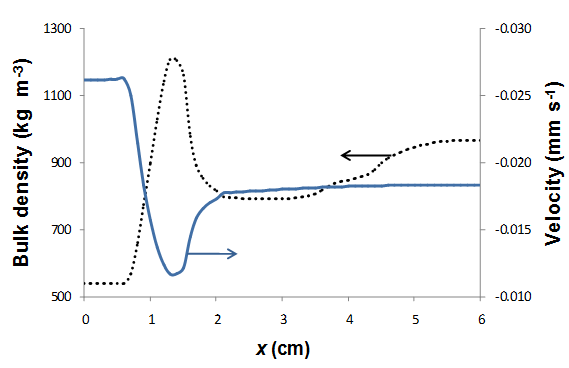 1300
1100
900
700
500
Bulk density (kg m-3)
-0.030
-0.025
-0.020
-0.015
-0.010
Velocity (mm s-1)
0 1 2 3 4 5 6
x (cm)